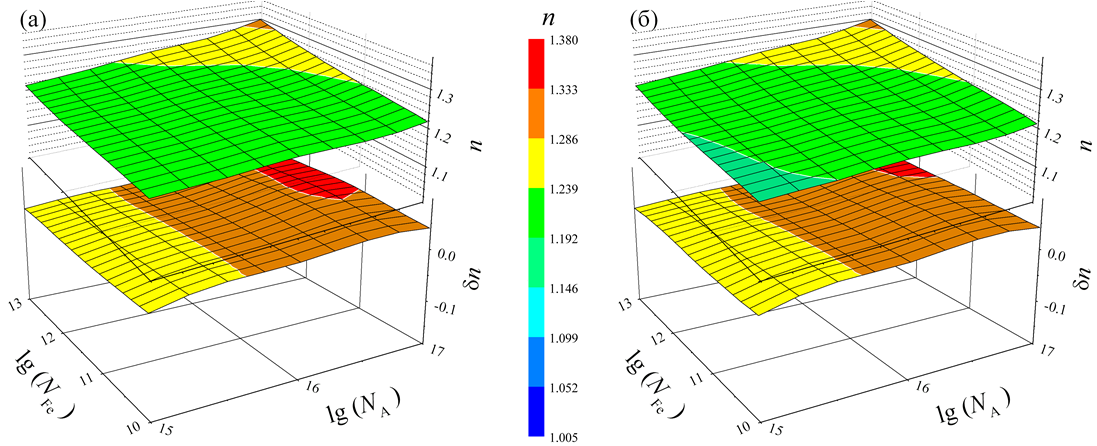 (а)
n
1.3
1.2
1.1
n
0.0
-0.1
δn
13
12
11
10
lg (N_Fe)
15
16
17
lg (N_A)
n
1.380
1.333
1.286
1.239
1.192
1.146
1.099
1.052
1.005
(б)
1.3
1.2
1.1
n
0.0
-0.1
δn
13
12
11
10
lg (N_Fe)
15
16
17
lg (N_A)